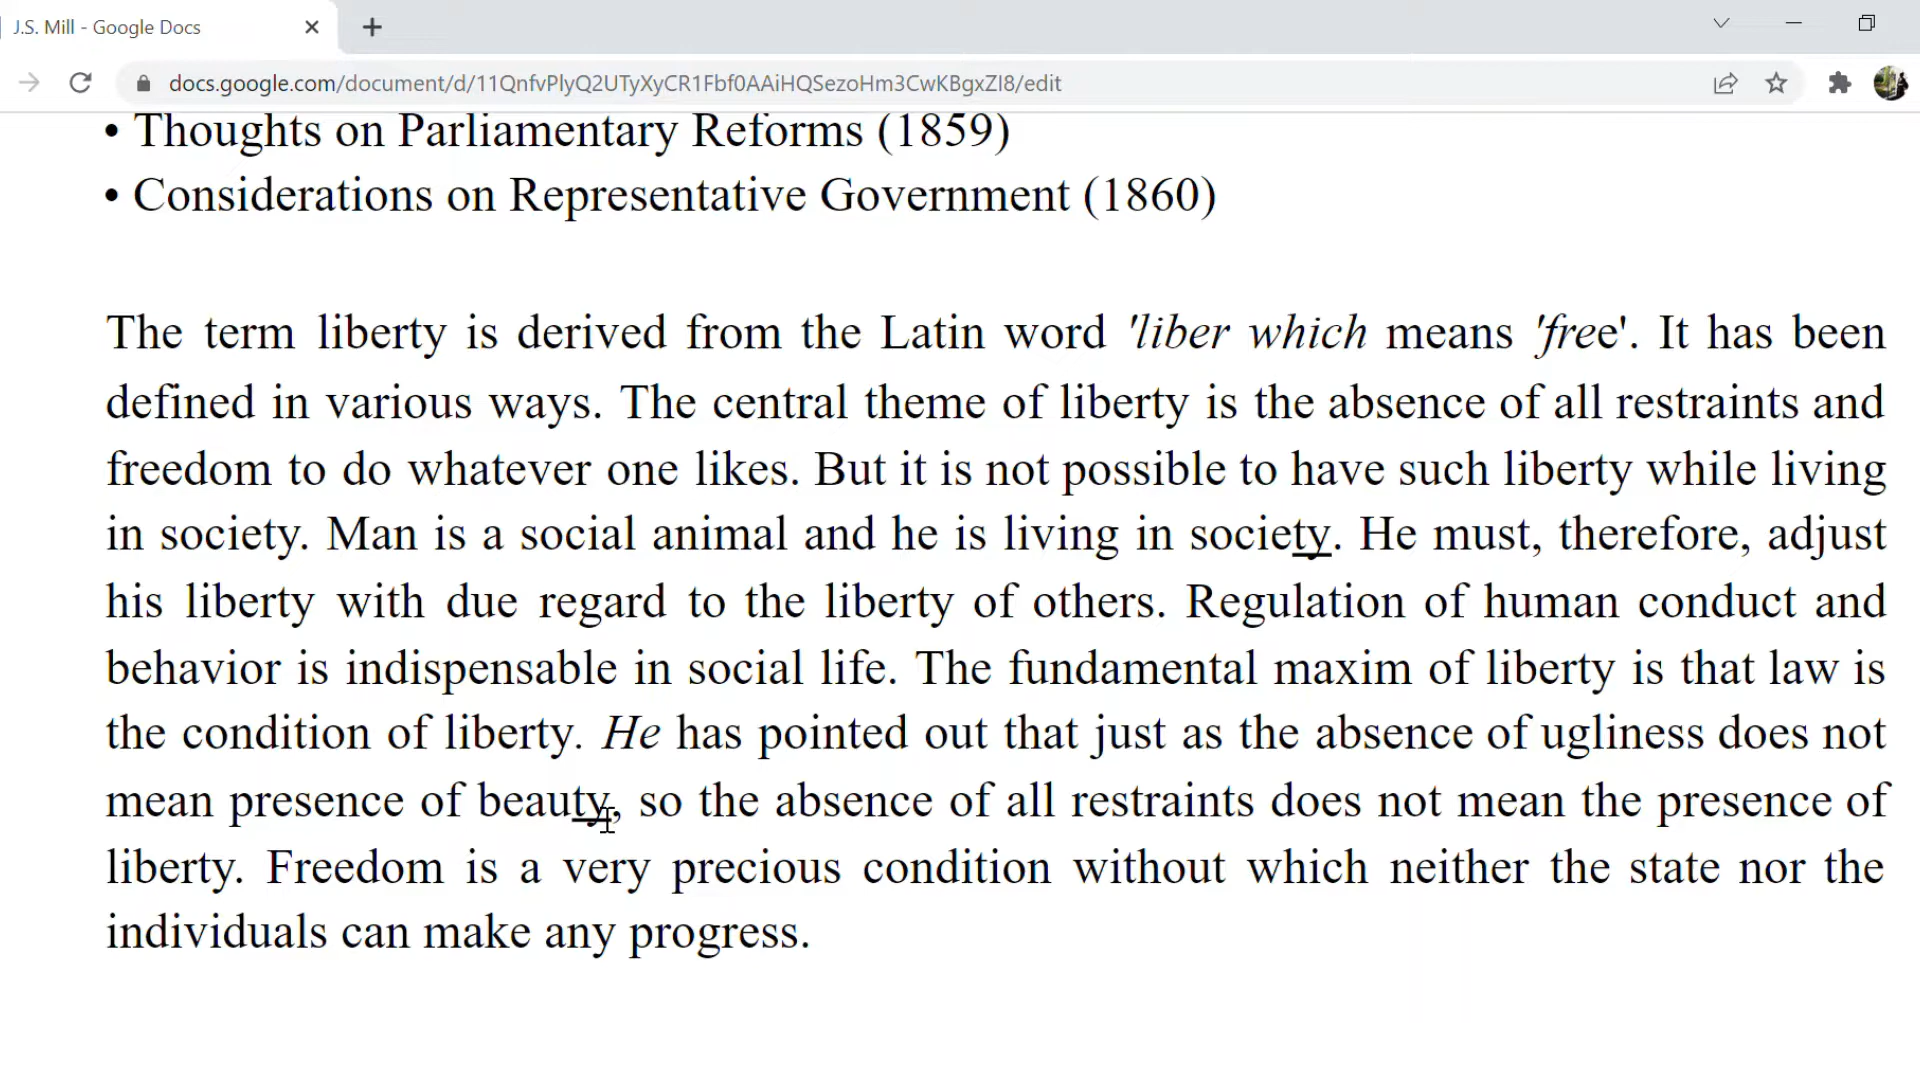 J.S. Mill - Google Docs
docs.google.com/document/d/11QnfvPlyQ2UTyXyCR1Fbf0AAiHQSezoHm3CwKBgxZI8/edit
• Thoughts on Parliamentary Reforms (1859)
• Considerations on Representative Government (1860)
The term liberty is derived from the Latin word 'liber which means 'free'. It has been
defined in various ways. The central theme of liberty is the absence of all restraints and
freedom to do whatever one likes. But it is not possible to have such liberty while living
in society. Man is a social animal and he is living in society. He must, therefore, adjust
his liberty with due regard to the liberty of others. Regulation of human conduct and
behavior is indispensable in social life. The fundamental maxim of liberty is that law is
the condition of liberty. He has pointed out that just as the absence of ugliness does not
mean presence of beauty, so the absence of all restraints does not mean the presence of
liberty. Freedom is a very precious condition without which neither the state nor the
individuals can make any progress.